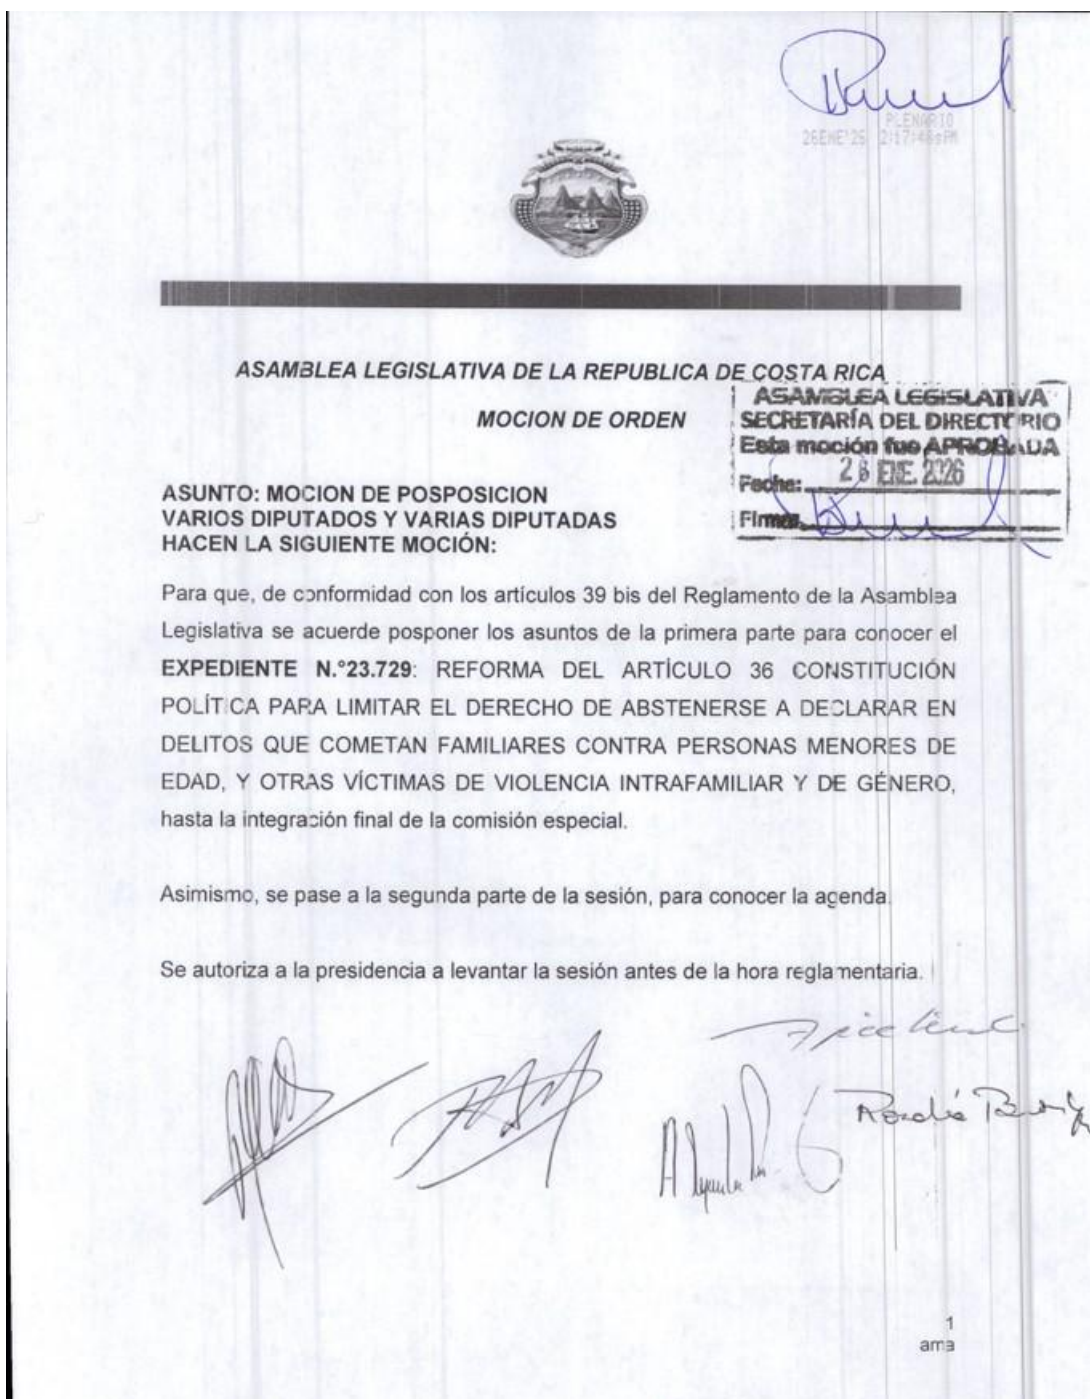 PLENARIO
26ENE'26 2:17:46PM
ASAMBLEA LEGISLATIVA DE LA REPUBLICA DE COSTA RICA
MOCION DE ORDEN
ASAMBLEA LEGISLATIVA
SECRETARÍA DEL DIRECTORIO
Esta moción fue APROBADA
Fecha: 26 ENE. 2026
Firma:
ASUNTO: MOCION DE POSPOSICION
VARIOS DIPUTADOS Y VARIAS DIPUTADAS
HACEN LA SIGUIENTE MOCIÓN:
Para que, de conformidad con los artículos 39 bis del Reglamento de la Asamblea
Legislativa se acuerde posponer los asuntos de la primera parte para conocer el
EXPEDIENTE N.°23.729: REFORMA DEL ARTÍCULO 36 CONSTITUCIÓN
POLÍTICA PARA LIMITAR EL DERECHO DE ABSTENERSE A DECLARAR EN
DELITOS QUE COMETAN FAMILIARES CONTRA PERSONAS MENORES DE
EDAD, Y OTRAS VÍCTIMAS DE VIOLENCIA INTRAFAMILIAR Y DE GÉNERO,
hasta la integración final de la comisión especial.
Asimismo, se pase a la segunda parte de la sesión, para conocer la agenda.
Se autoriza a la presidencia a levantar la sesión antes de la hora reglamentaria.
1
ama